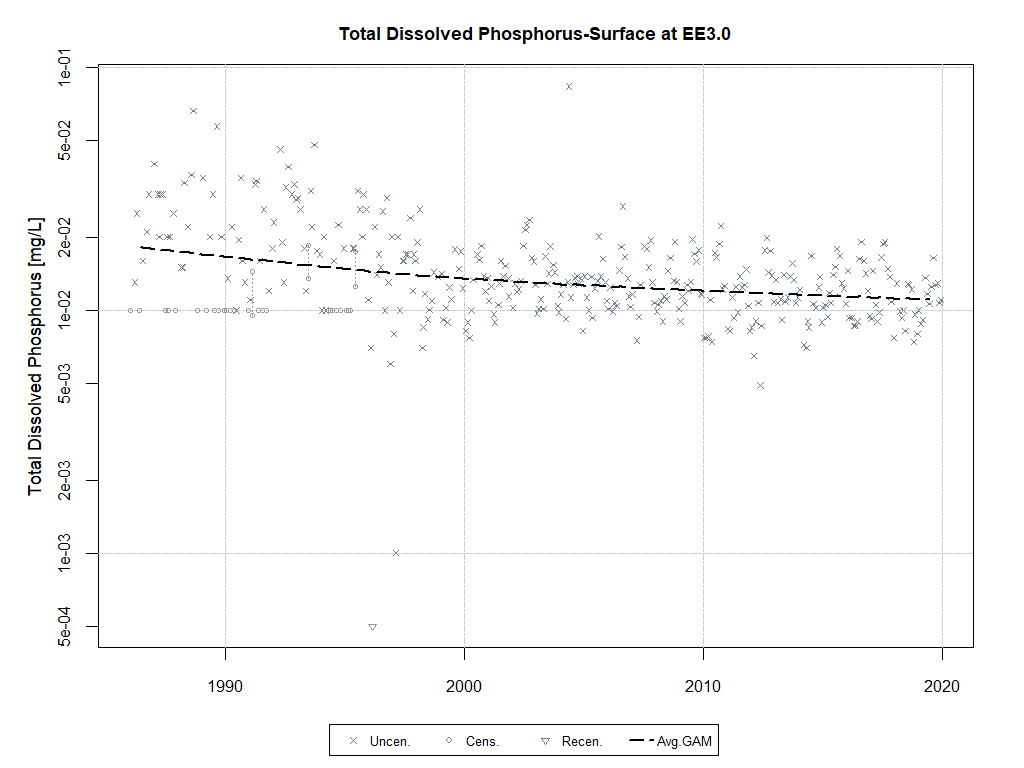 Total Dissolved Phosphorus-Surface at EE3.0
Total Dissolved Phosphorus [mg/L]
1e-01
5e-02
2e-02
1e-02
5e-03
2e-03
1e-03
5e-04
1990 2000 2010 2020
Uncen. Cens. Recen. Avg.GAM